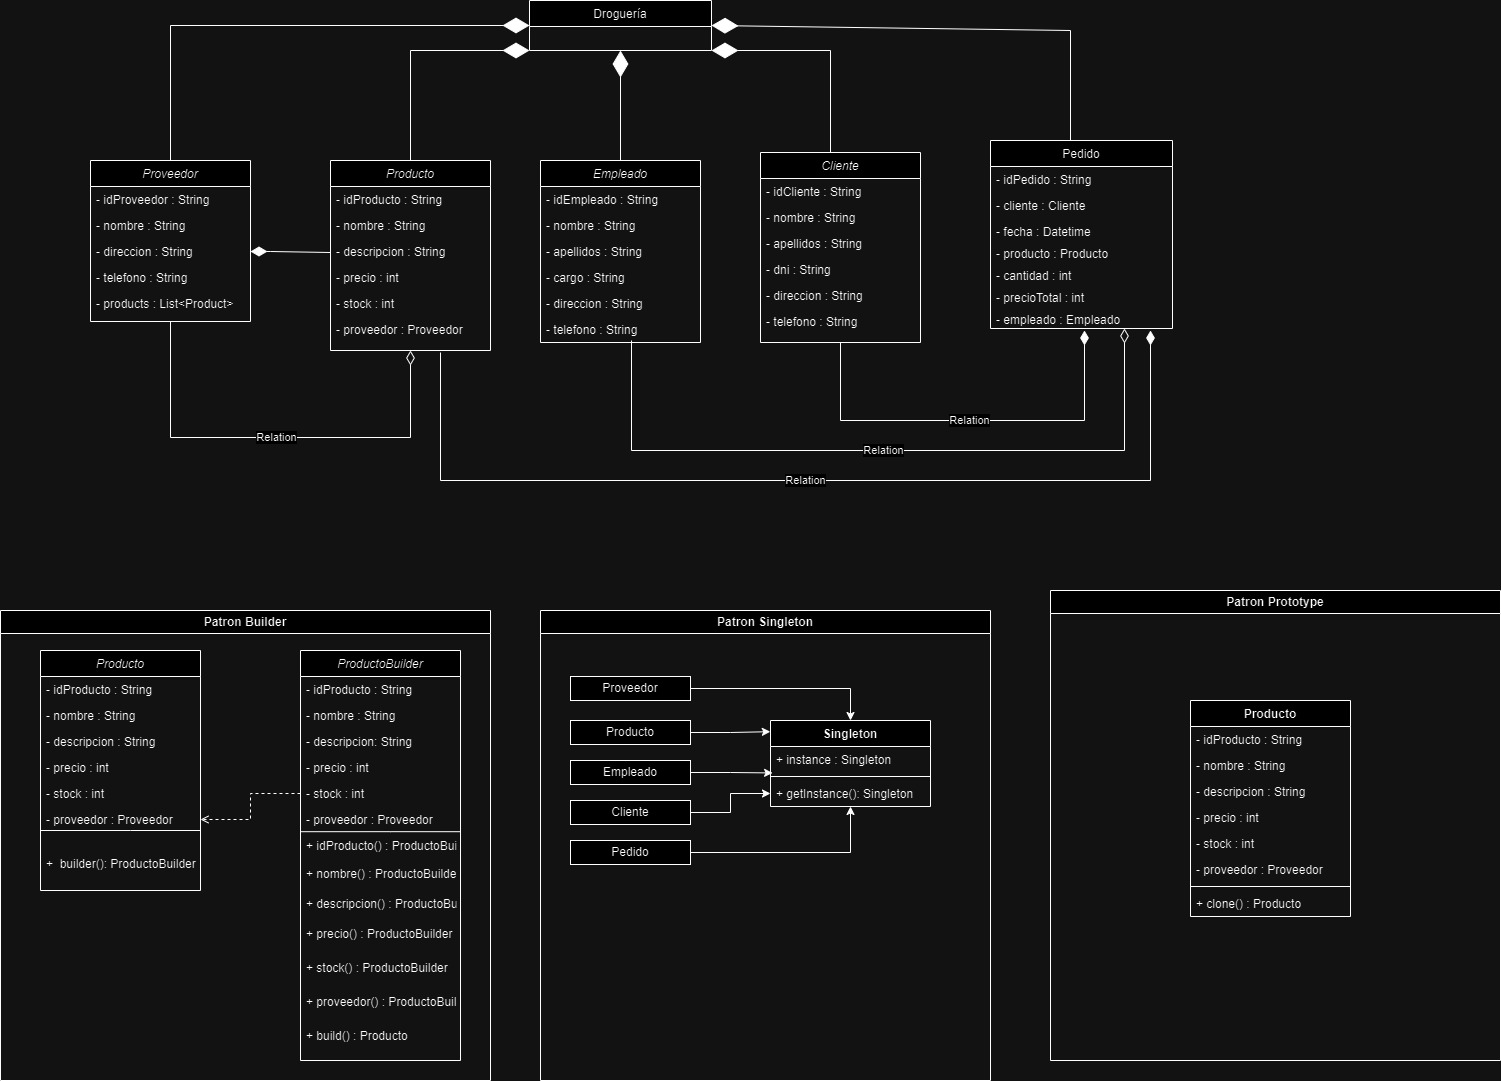 Droguería
Proveedor
- idProveedor : String
- nombre : String
- direccion : String
- telefono : String
- products : List<Product>
Producto
- idProducto : String
- nombre : String
- descripcion : String
- precio : int
- stock : int
- proveedor : Proveedor
Empleado
- idEmpleado : String
- nombre : String
- apellidos : String
- cargo : String
- direccion : String
- telefono : String
Cliente
- idCliente : String
- nombre : String
- apellidos : String
- dni : String
- direccion : String
- telefono : String
Pedido
- idPedido : String
- cliente : Cliente
- fecha : Datetime
- producto : Producto
- cantidad : int
- precioTotal : int
- empleado : Empleado
Relation
Relation
Relation
Relation
Patron Builder
Producto
- idProducto : String
- nombre : String
- descripcion : String
- precio : int
- stock : int
- proveedor : Proveedor
+ builder(): ProductoBuilder
ProductoBuilder
- idProducto : String
- nombre : String
- descripcion: String
- precio : int
- stock : int
- proveedor : Proveedor
+ idProducto() : ProductoBui
+ nombre() : ProductoBuilde
+ descripcion() : ProductoBu
+ precio() : ProductoBuilder
+ stock() : ProductoBuilder
+ proveedor() : ProductoBuil
+ build() : Producto
Patron Singleton
Proveedor
Producto
Empleado
Cliente
Pedido
Singleton
+ instance : Singleton
+ getInstance(): Singleton
Patron Prototype
Producto
- idProducto : String
- nombre : String
- descripcion : String
- precio : int
- stock : int
- proveedor : Proveedor
+ clone() : Producto